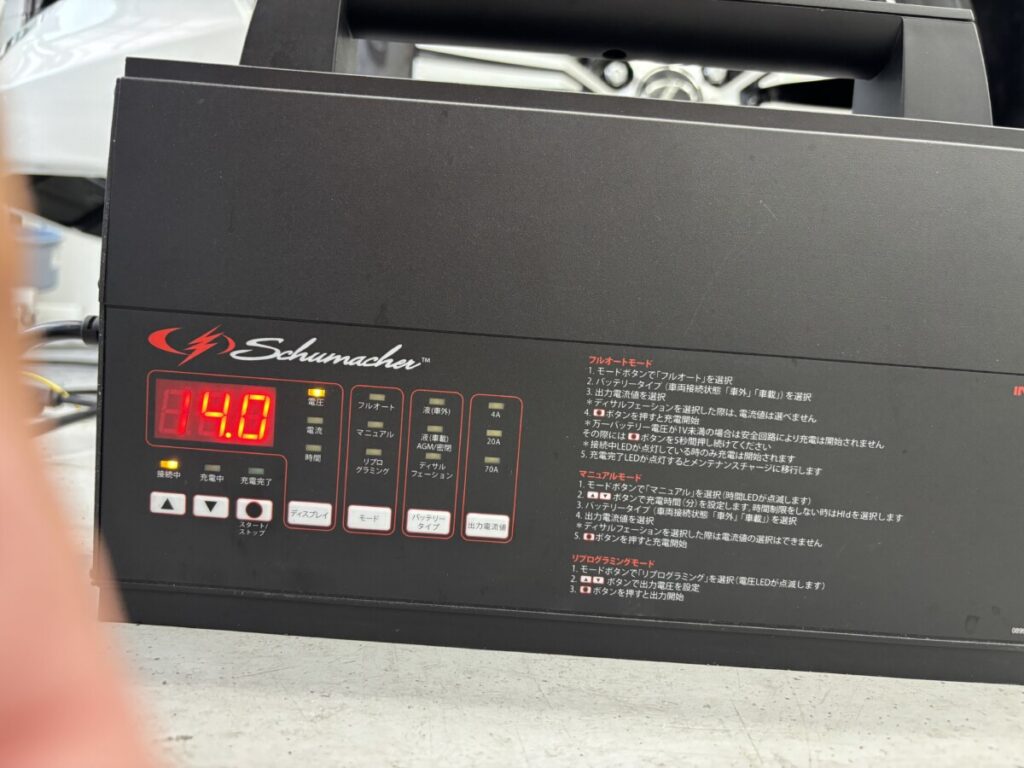 Schumacher™
14.0
電圧
電流
時間
接続中
充電中
充電完了
スタート/
ストップ
ディスプレイ
フルオート
マニュアル
リプロ
グラミング
モード
液(車外)
液(車載)
AGM/密閉
ディサル
フェーション
バッテリー
タイプ
4A
20A
70A
出力電流値
フルオートモード
1. モードボタンで「フルオート」を選択
2. バッテリータイプ(車両接続状態「車外」「車載」)を選択
3. 出力電流値を選択
＊ディサルフェーションを選択した際は、電流値は選べません
4. ボタンを押すと充電開始
＊万一バッテリー電圧が1V未満の場合は安全回路により充電は開始されません
その際には ボタンを5秒間押し続けてください
＊接続中LEDが点灯している時のみ充電は開始されます
5. 充電完了LEDが点灯するとメンテナンスチャージに移行します
マニュアルモード
1. モードボタンで「マニュアル」を選択(時間LEDが点滅します)
2. ▲▼ ボタンで充電時間(分)を設定します。時間制限をしない時はHldを選択します
3. バッテリータイプ(車両接続状態「車外」「車載」)を選択
4. 出力電流値を選択
＊ディサルフェーションを選択した際は電流値の選択はできません
5. ボタンを押すと充電開始
リプログラミングモード
1. モードボタンで「リプログラミング」を選択(電圧LEDが点滅します)
2. ▲▼ ボタンで出力電圧を設定
3. ボタンを押すと出力開始